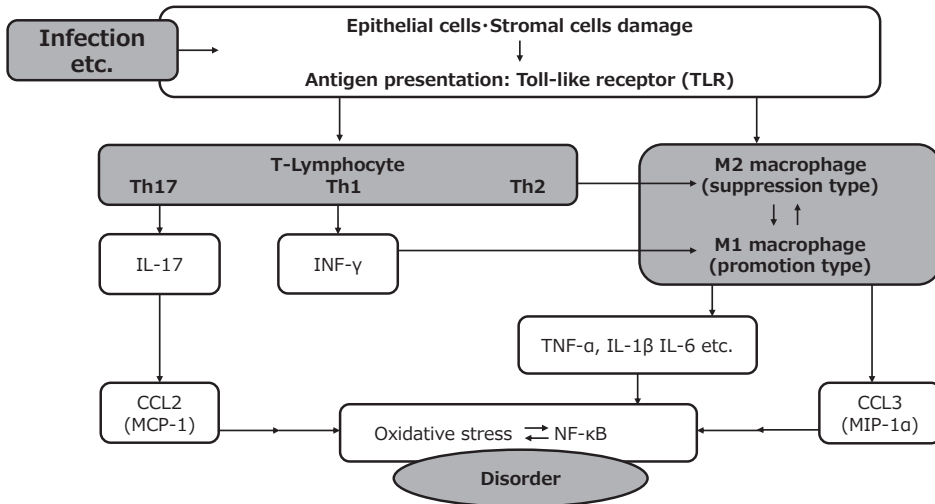 Infection
etc.
Epithelial cells·Stromal cells damage
Antigen presentation: Toll-like receptor (TLR)
T-Lymphocyte
Th17 Th1 Th2
M2 macrophage
(suppression type)
M1 macrophage
(promotion type)
IL-17
INF-γ
TNF-α, IL-1β IL-6 etc.
CCL2
(MCP-1)
Oxidative stress NF-κB
CCL3
(MIP-1α)
Disorder